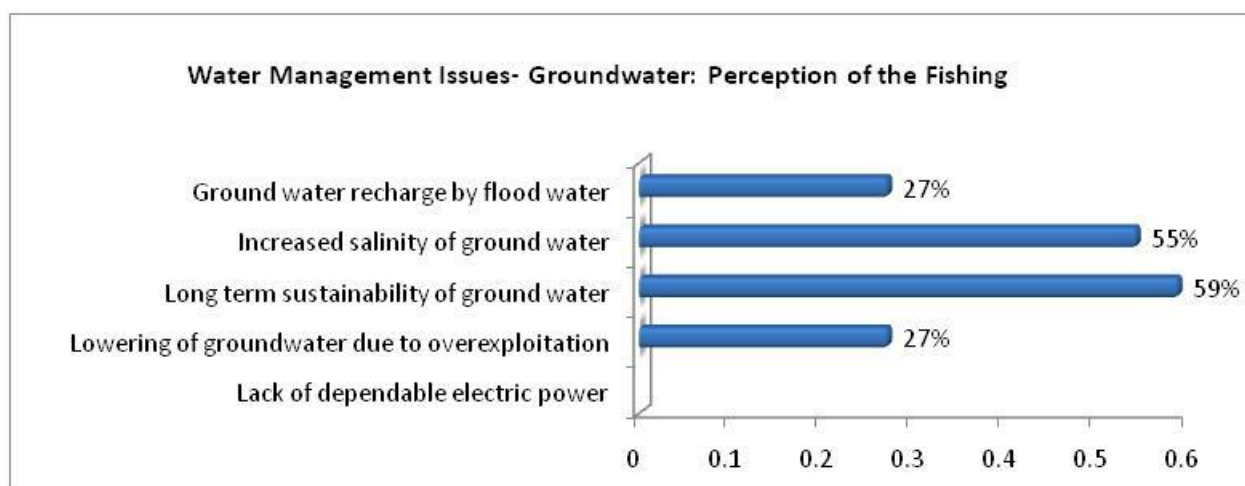 Water Management Issues- Groundwater: Perception of the Fishing
Ground water recharge by flood water
27%
Increased salinity of ground water
55%
Long term sustainability of ground water
59%
Lowering of groundwater due to overexploitation
27%
Lack of dependable electric power
0 0.1 0.2 0.3 0.4 0.5 0.6